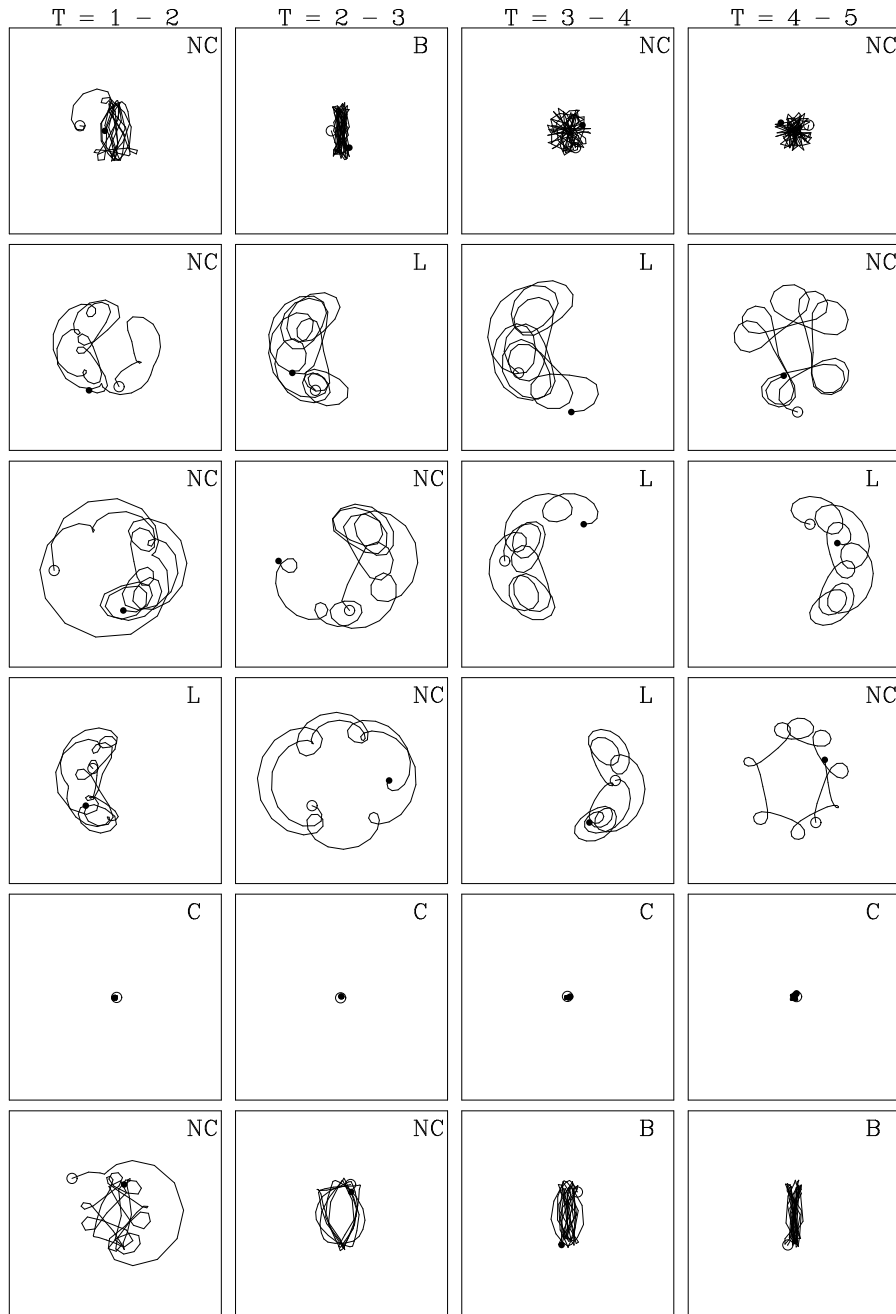 T = 1 - 2 T = 2 - 3 T = 3 - 4 T = 4 - 5
NC B NC NC
NC L L NC
NC NC L L
L NC L NC
C C C C
NC NC B B